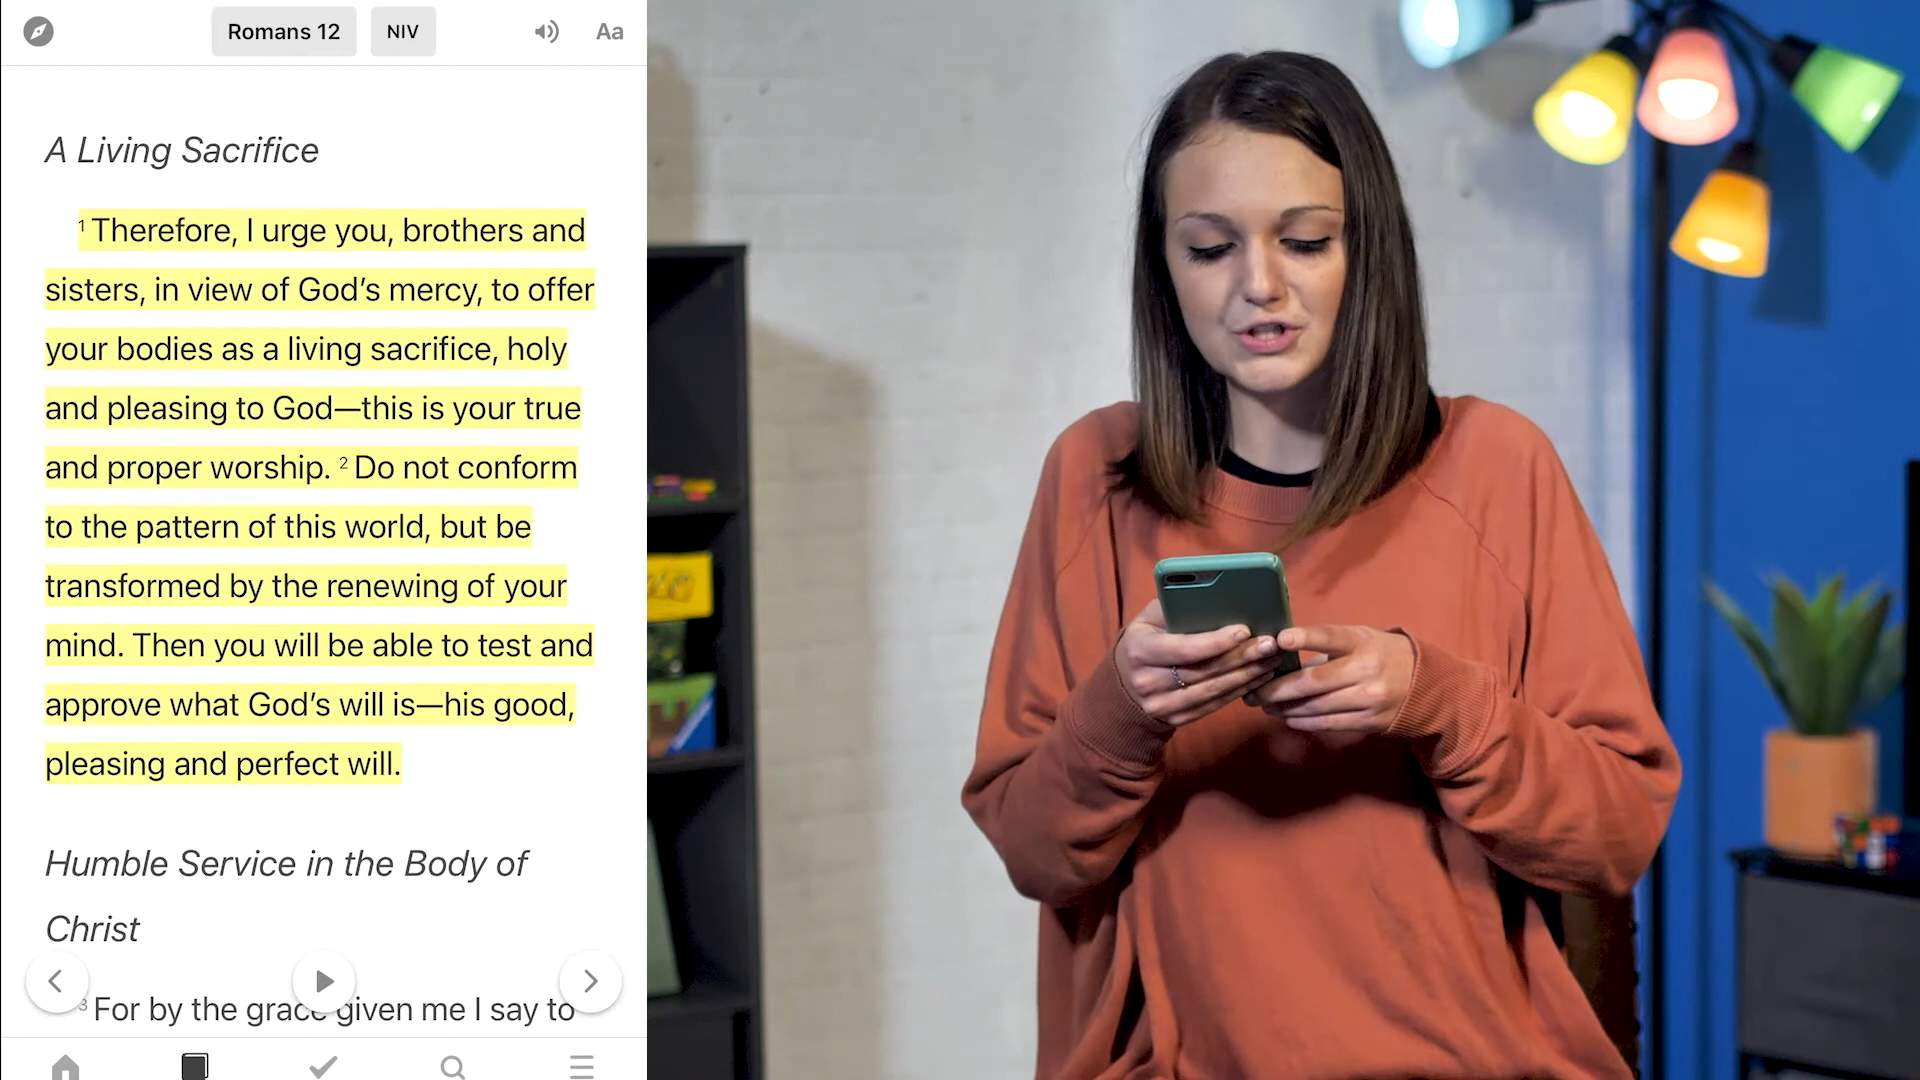 Romans 12 NIV Aa
A Living Sacrifice
1 Therefore, I urge you, brothers and
sisters, in view of God’s mercy, to offer
your bodies as a living sacrifice, holy
and pleasing to God—this is your true
and proper worship. 2 Do not conform
to the pattern of this world, but be
transformed by the renewing of your
mind. Then you will be able to test and
approve what God’s will is—his good,
pleasing and perfect will.
Humble Service in the Body of
Christ
3 For by the grace given me I say to